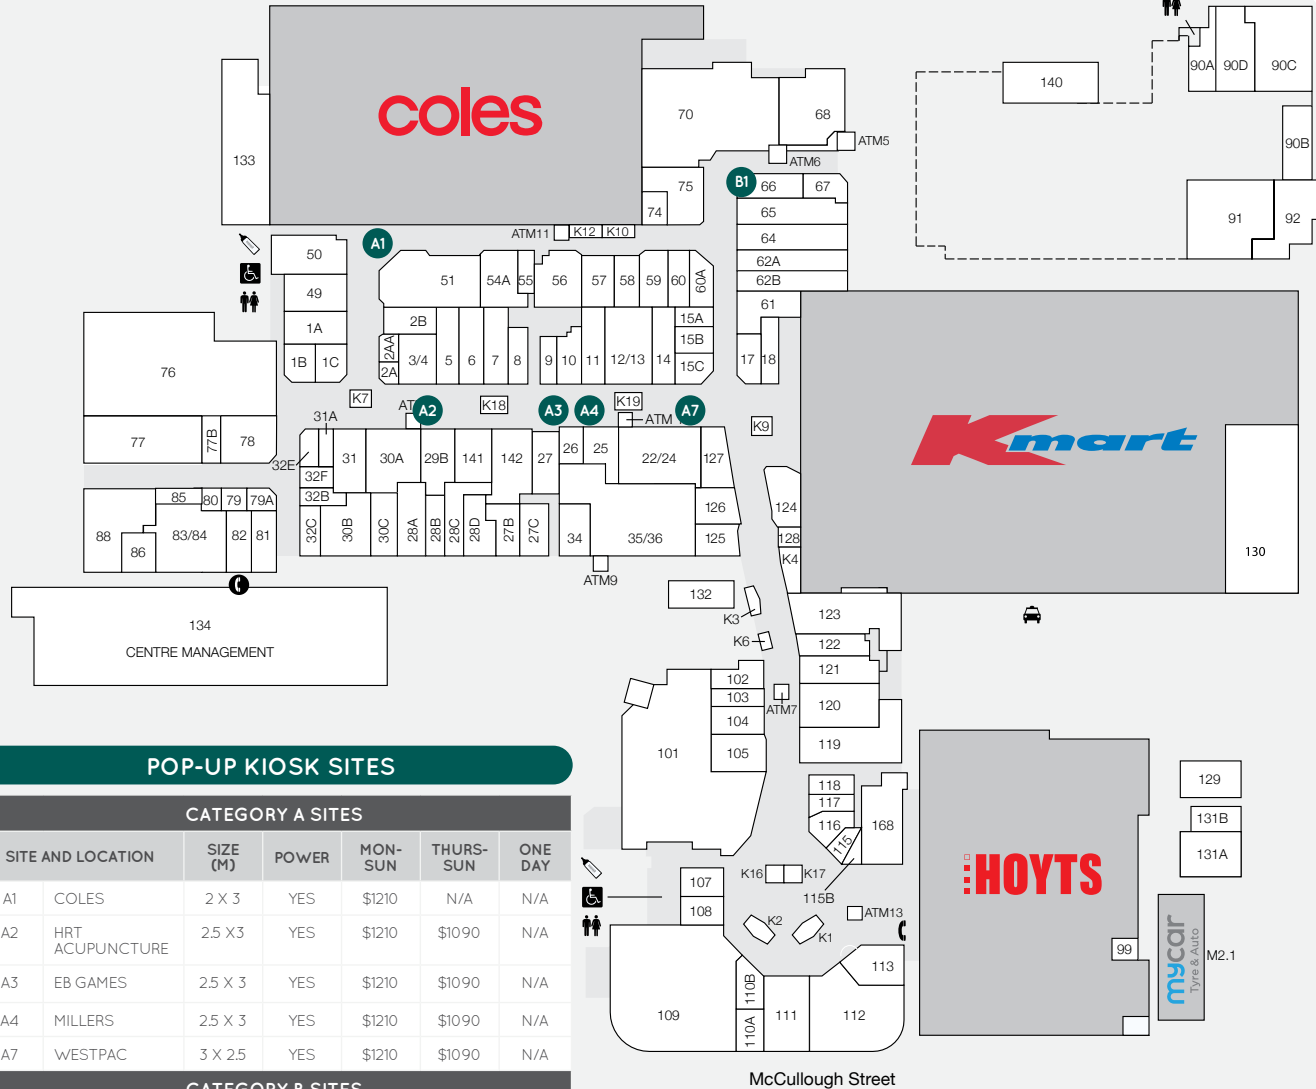 coles
133
70
68
ATM5
ATM6
75
74
ATM11
K12
K10
B1
66
67
65
64
62A
62B
61
17
18
140
90A
90D
90C
90B
91
92
A1
50
49
1A
1B
1C
51
54A
55
56
57
58
59
60
60A
2B
2AA
2A
3/4
5
6
7
8
9
10
11
12/13
14
15A
15B
15C
76
77
77B
78
K7
A2
K18
A3
A4
K19
ATM
A7
K9
31A
32E
32F
32B
32C
31
30A
29B
141
142
27
26
25
22/24
127
126
125
30B
30C
28A
28B
28C
28D
27B
27C
34
35/36
ATM9
124
128
K4
Kmart
130
85
80
79
79A
88
86
83/84
82
81
134
CENTRE MANAGEMENT
132
K3
K6
123
122
121
120
119
ATM7
102
103
104
105
101
118
117
116
115
168
K16
K17
115B
107
108
K2
K1
ATM13
113
109
110B
110A
111
112
HOYTS
129
131B
131A
99
mycar
Tyre & Auto
M2.1
McCullough Street
POP-UP KIOSK SITES
CATEGORY A SITES
SITE AND LOCATION SIZE (M) POWER MON-SUN THURS-SUN ONE DAY
A1 COLES 2 X 3 YES $1210 N/A N/A
A2 HRT ACUPUNCTURE 2.5 X3 YES $1210 $1090 N/A
A3 EB GAMES 2.5 X 3 YES $1210 $1090 N/A
A4 MILLERS 2.5 X 3 YES $1210 $1090 N/A
A7 WESTPAC 3 X 2.5 YES $1210 $1090 N/A
CATEGORY B SITES